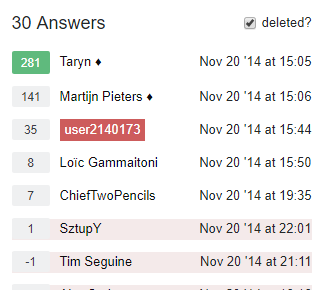 30 Answers deleted?
281 Taryn ♦ Nov 20 '14 at 15:05
141 Martijn Pieters ♦ Nov 20 '14 at 15:06
35 user2140173 Nov 20 '14 at 15:44
8 Loïc Gammaitoni Nov 20 '14 at 15:50
7 ChiefTwoPencils Nov 20 '14 at 19:35
1 SztupY Nov 20 '14 at 22:01
-1 Tim Seguine Nov 20 '14 at 21:11